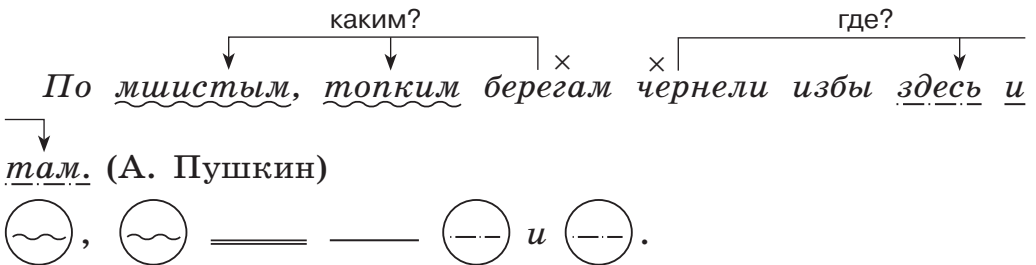 каким? где?
По мшистым, топким берегам чернели избы здесь и
там. (А. Пушкин)
, и .